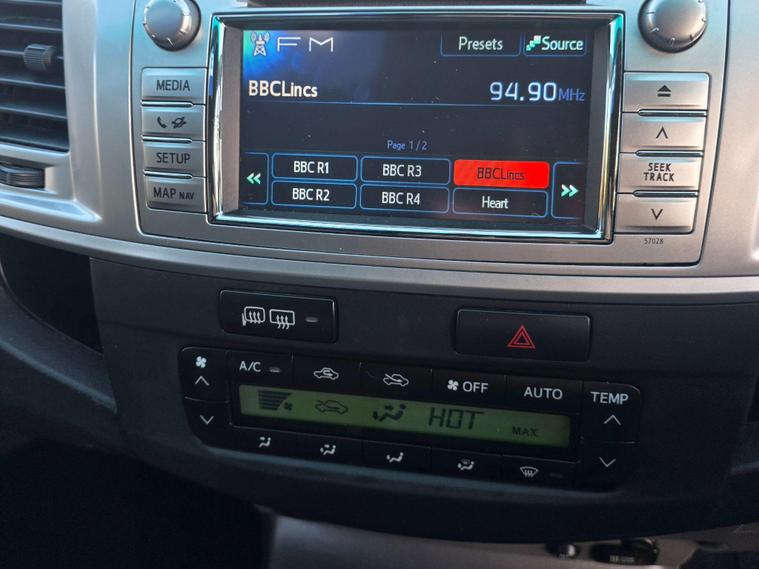 FM
Presets
Source
BBCLincs
94.90MHz
Page 1/2
BBC R1
BBC R3
BBCLincs
BBC R2
BBC R4
Heart
MEDIA
SETUP
MAP NAV
SEEK
TRACK
57028
A/C
OFF
AUTO
TEMP
HOT
MAX